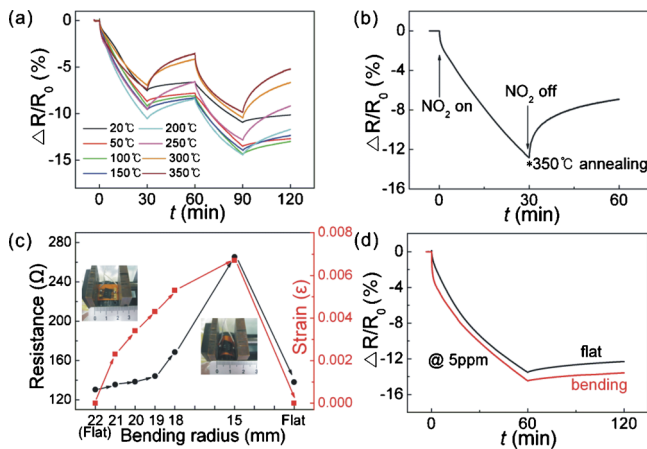 (a)
0
-5
-10
-15
△R/R₀ (%)
20℃ 200℃
50℃ 250℃
100℃ 300℃
150℃ 350℃
0 30 60 90 120
t (min)
(b)
0
-4
-8
-12
-16
△R/R₀ (%)
NO₂ on
NO₂ off
*350℃ annealing
0 30 60
t (min)
(c)
280
240
200
160
120
Resistance (Ω)
0.008
0.006
0.004
0.002
0.000
Strain (ε)
22 21 20 19 18 15 Flat
(Flat)
Bending radius (mm)
(d)
0
-4
-8
-12
-16
△R/R₀ (%)
@ 5ppm
flat
bending
0 60 120
t (min)